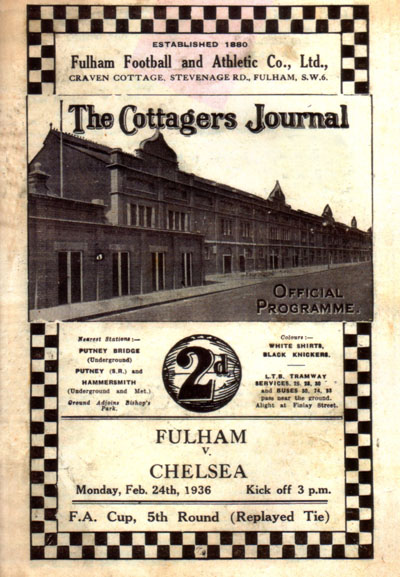 ESTABLISHED 1880
Fulham Football and Athletic Co., Ltd.,
CRAVEN COTTAGE, STEVENAGE RD., FULHAM, S.W.6.
The Cottagers Journal
OFFICIAL
PROGRAMME.
Nearest Stations :—
PUTNEY BRIDGE
(Underground)
PUTNEY (S.R.) and
HAMMERSMITH
(Underground and Met.)
Ground Adjoins Bishop's
Park.
2d
Colours :—
WHITE SHIRTS,
BLACK KNICKERS.
L.T.B. TRAMWAY
SERVICES,
and BUSES
pass near the ground.
Alight at Finlay Street.
FULHAM
V.
CHELSEA
Monday, Feb. 24th, 1936 Kick off 3 p.m.
F.A. Cup, 5th Round (Replayed Tie)